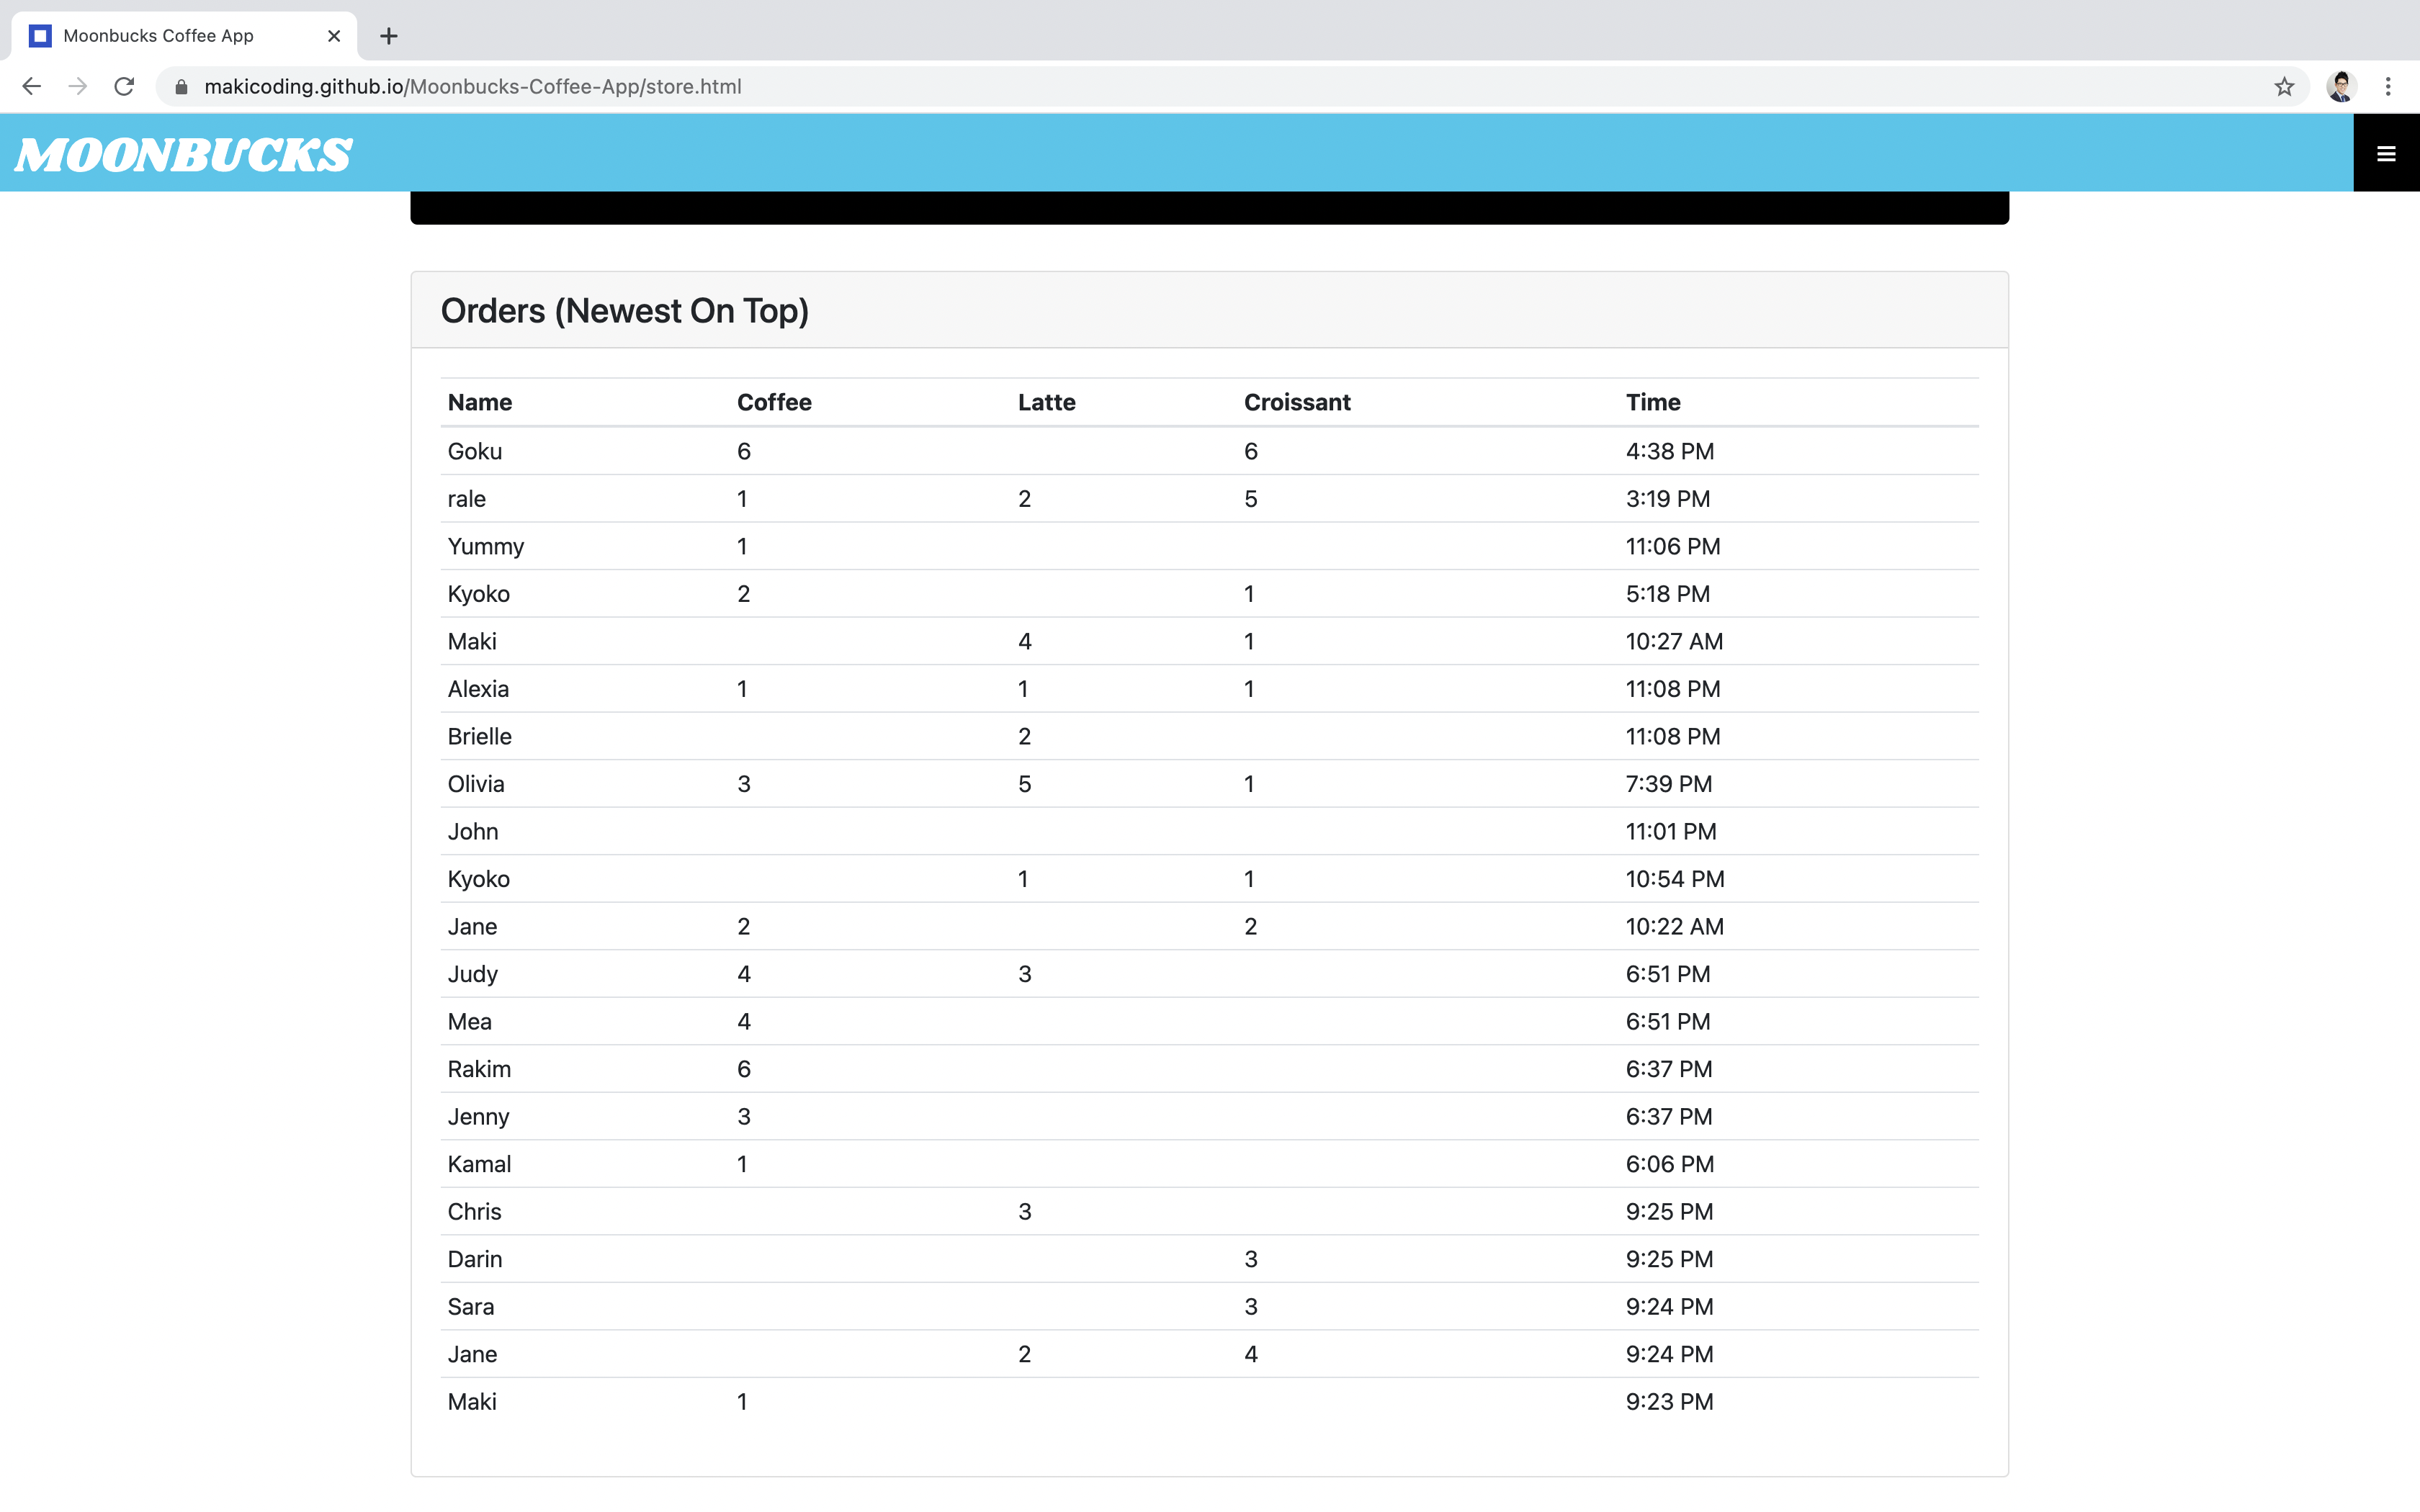 Moonbucks Coffee App
makicoding.github.io/Moonbucks-Coffee-App/store.html
MOONBUCKS
Orders (Newest On Top)
Name Coffee Latte Croissant Time
Goku 6 6 4:38 PM
rale 1 2 5 3:19 PM
Yummy 1 11:06 PM
Kyoko 2 1 5:18 PM
Maki 4 1 10:27 AM
Alexia 1 1 1 11:08 PM
Brielle 2 11:08 PM
Olivia 3 5 1 7:39 PM
John 11:01 PM
Kyoko 1 1 10:54 PM
Jane 2 2 10:22 AM
Judy 4 3 6:51 PM
Mea 4 6:51 PM
Rakim 6 6:37 PM
Jenny 3 6:37 PM
Kamal 1 6:06 PM
Chris 3 9:25 PM
Darin 3 9:25 PM
Sara 3 9:24 PM
Jane 2 4 9:24 PM
Maki 1 9:23 PM